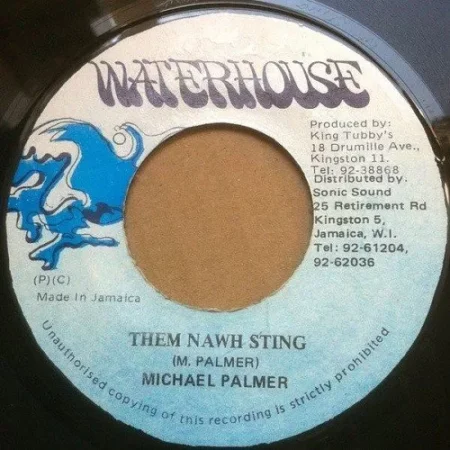 WATERHOUSE
Produced by:
King Tubby's
18 Drumille Ave.,
Kingston 11.
Tel: 92-38868
Distributed by.
Sonic Sound
25 Retirement Rd
Kingston 5,
Jamaica, W.I.
Tel: 92-61204,
92-62036
(P)(C)
Made In Jamaica
THEM NAWH STING
(M. PALMER)
MICHAEL PALMER
Unauthorised copying of this recording is strictly prohibited